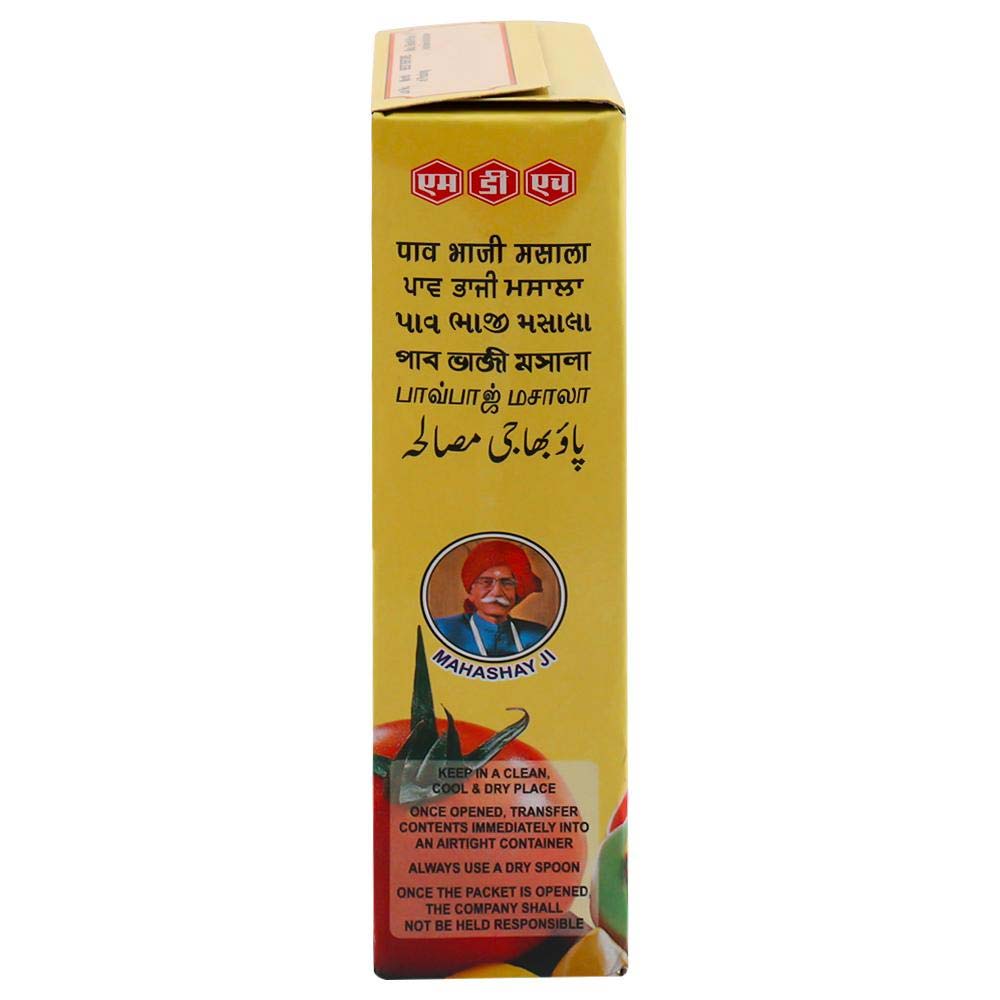 एम डी एच
पाव भाजी मसाला
ਪਾਵ ਭਾਜੀ ਮਸਾਲਾ
પાવ ભાજી મસાલા
পাব ভাজী মসালা
பாவ்பாஜ் மசாலா
پاؤ بھاجی مصالحہ
MAHASHAY JI
KEEP IN A CLEAN,
COOL & DRY PLACE
ONCE OPENED, TRANSFER
CONTENTS IMMEDIATELY INTO
AN AIRTIGHT CONTAINER
ALWAYS USE A DRY SPOON
ONCE THE PACKET IS OPENED,
THE COMPANY SHALL
NOT BE HELD RESPONSIBLE